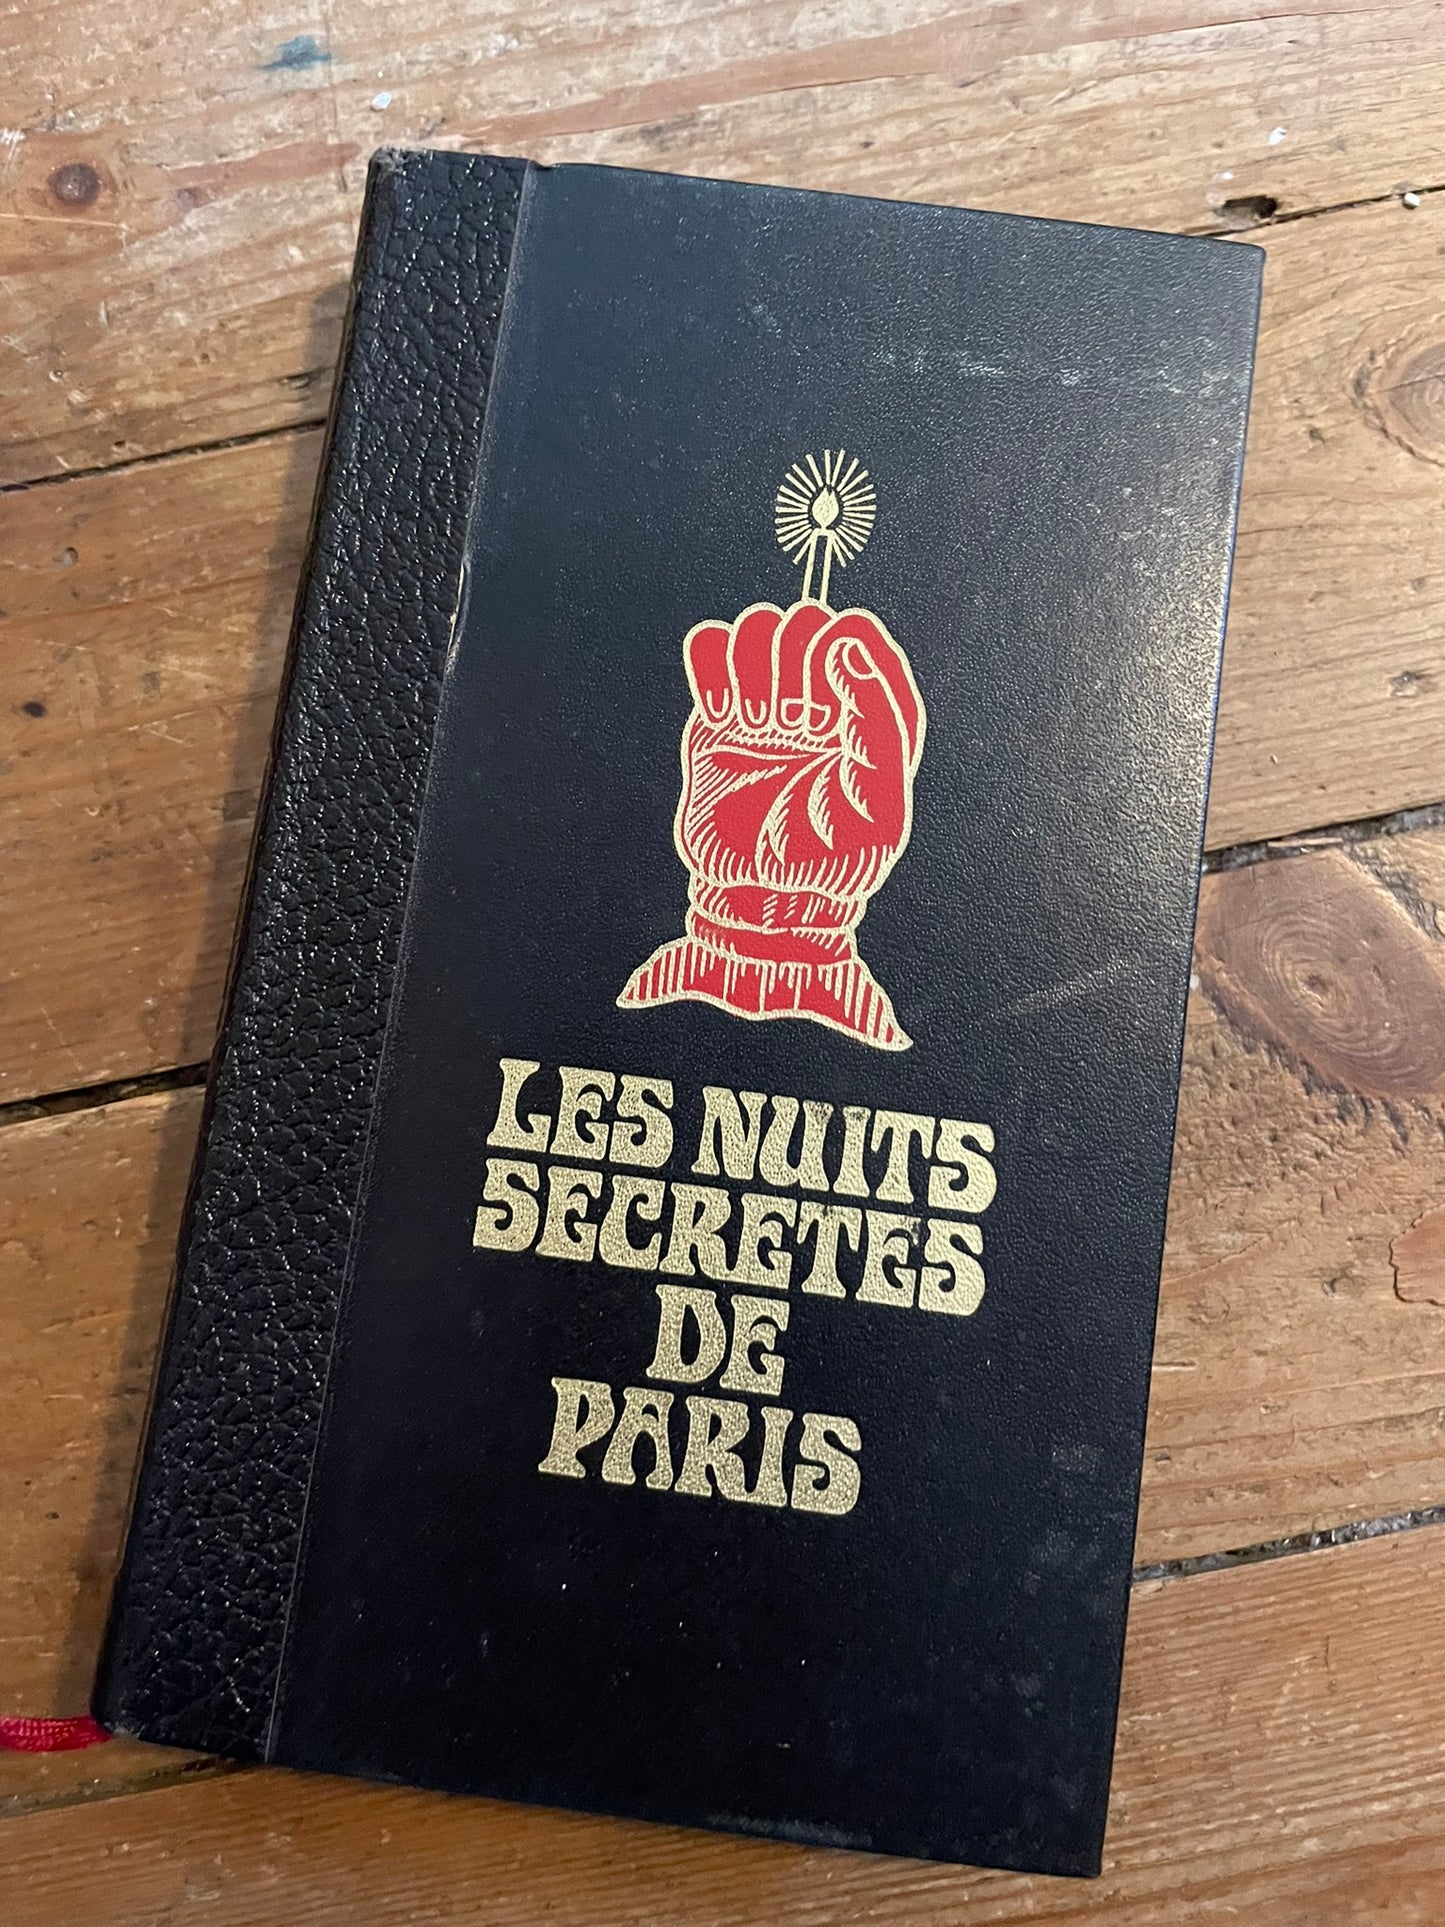 LES NUITS
SECRETES
DE
PARIS